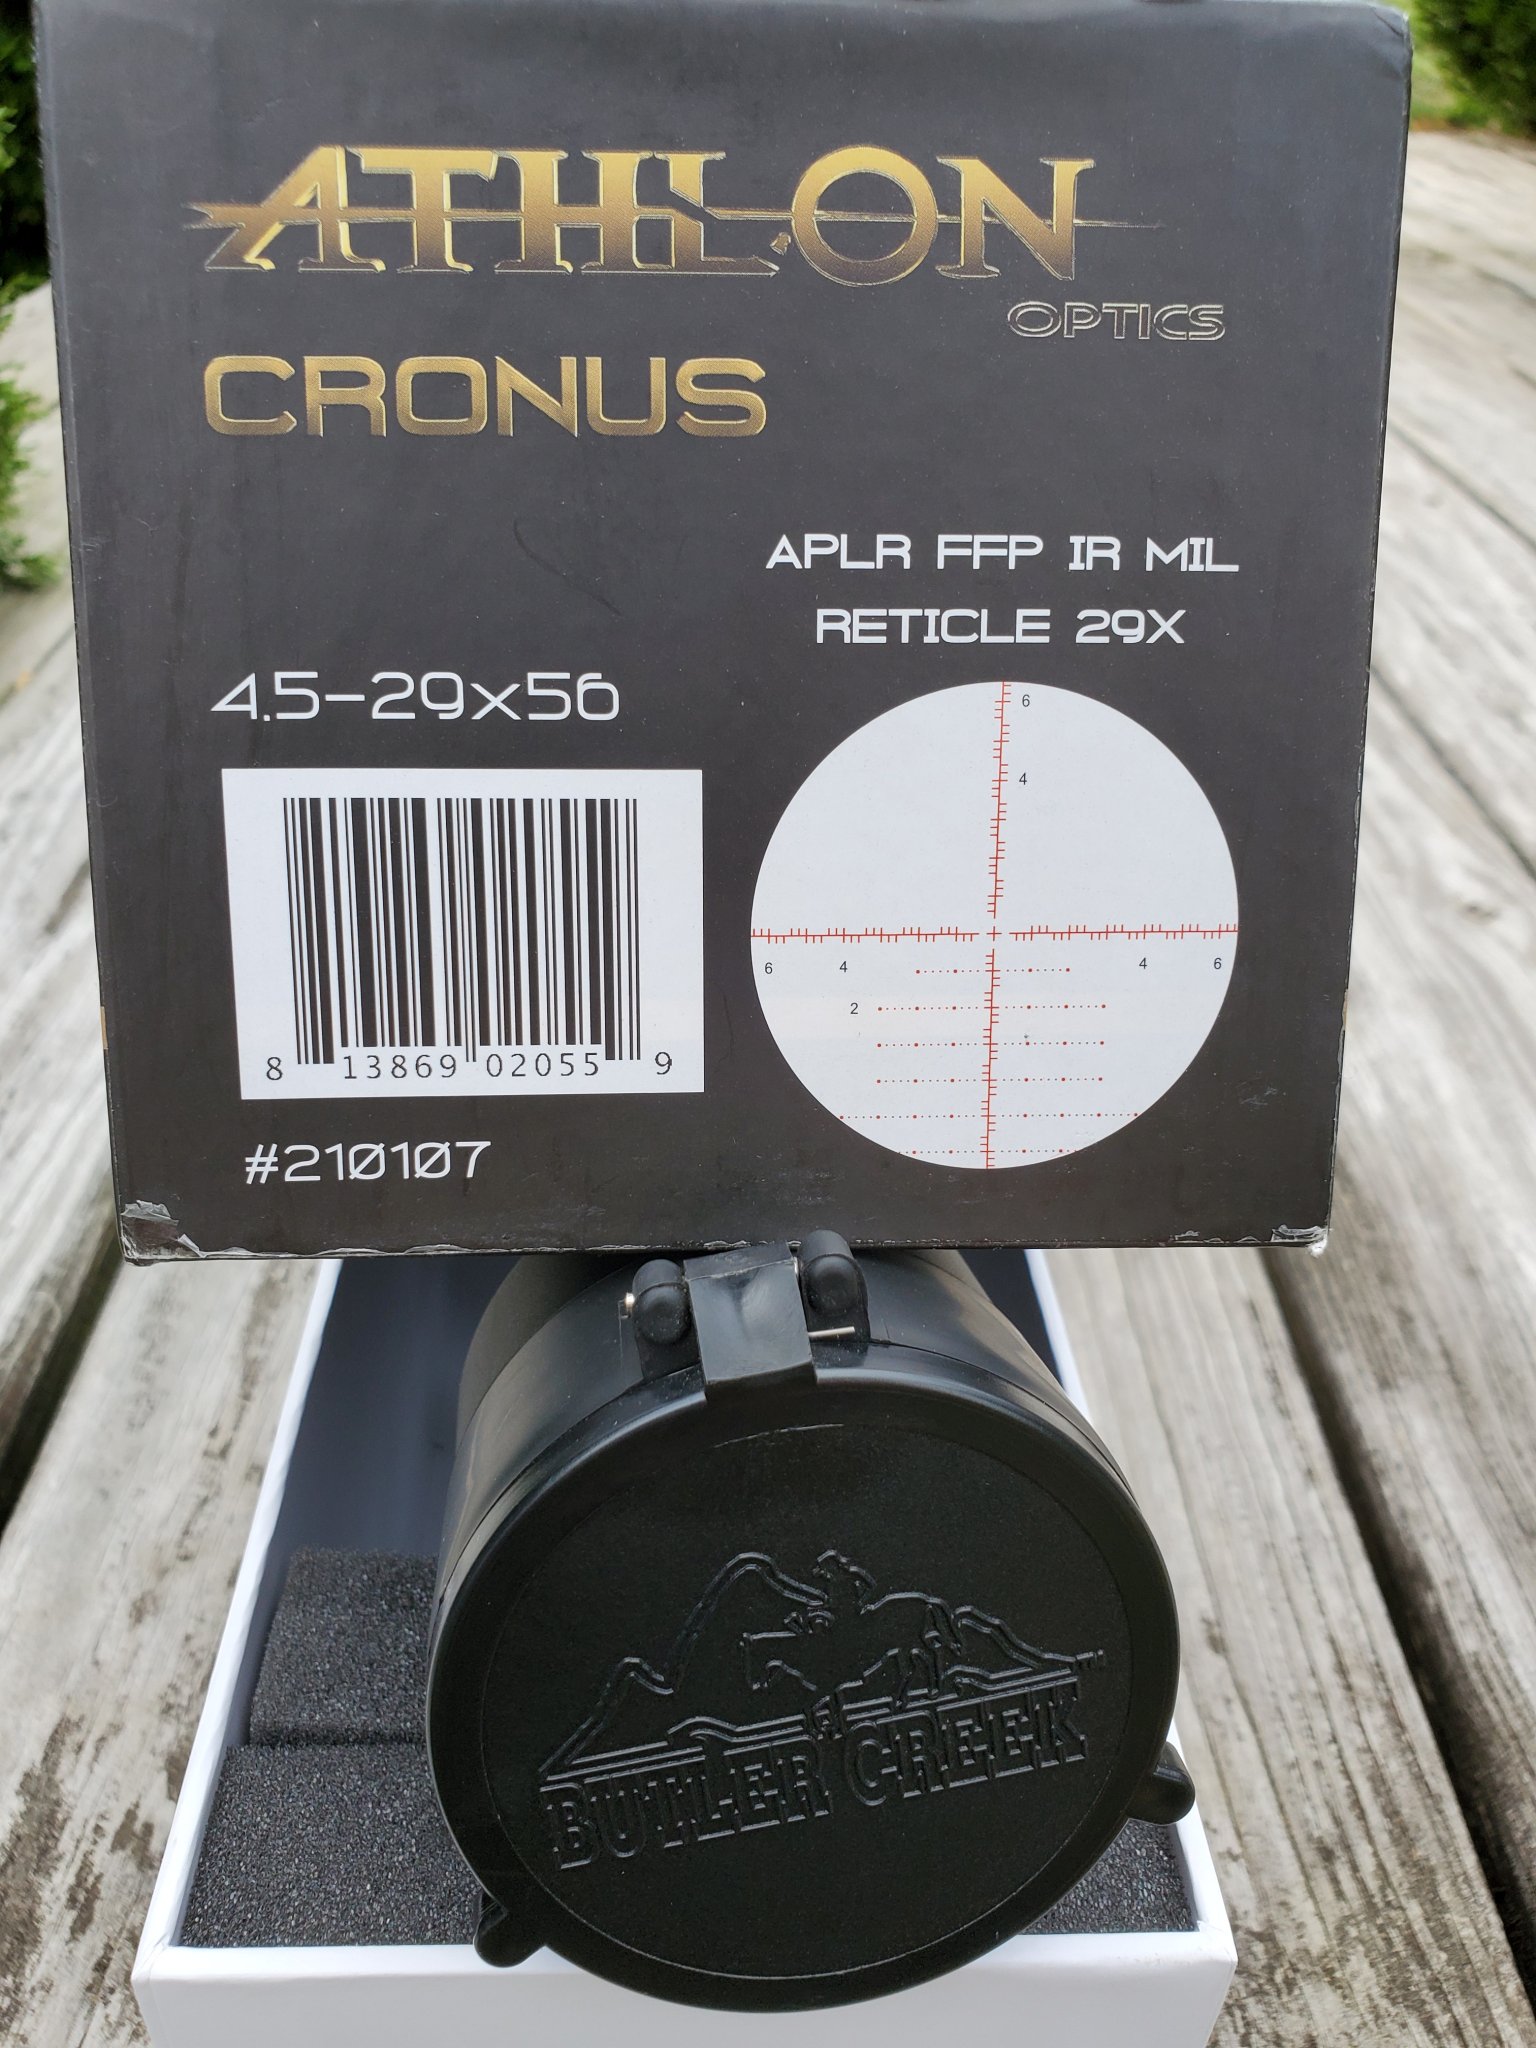 ATHLON
OPTICS
CRONUS
APLR FFP IR MIL
RETICLE 29X
4.5-29x56
6
4
6 4 4 6
2
8 13869 02055 9
#210107
BUTLER CREEK